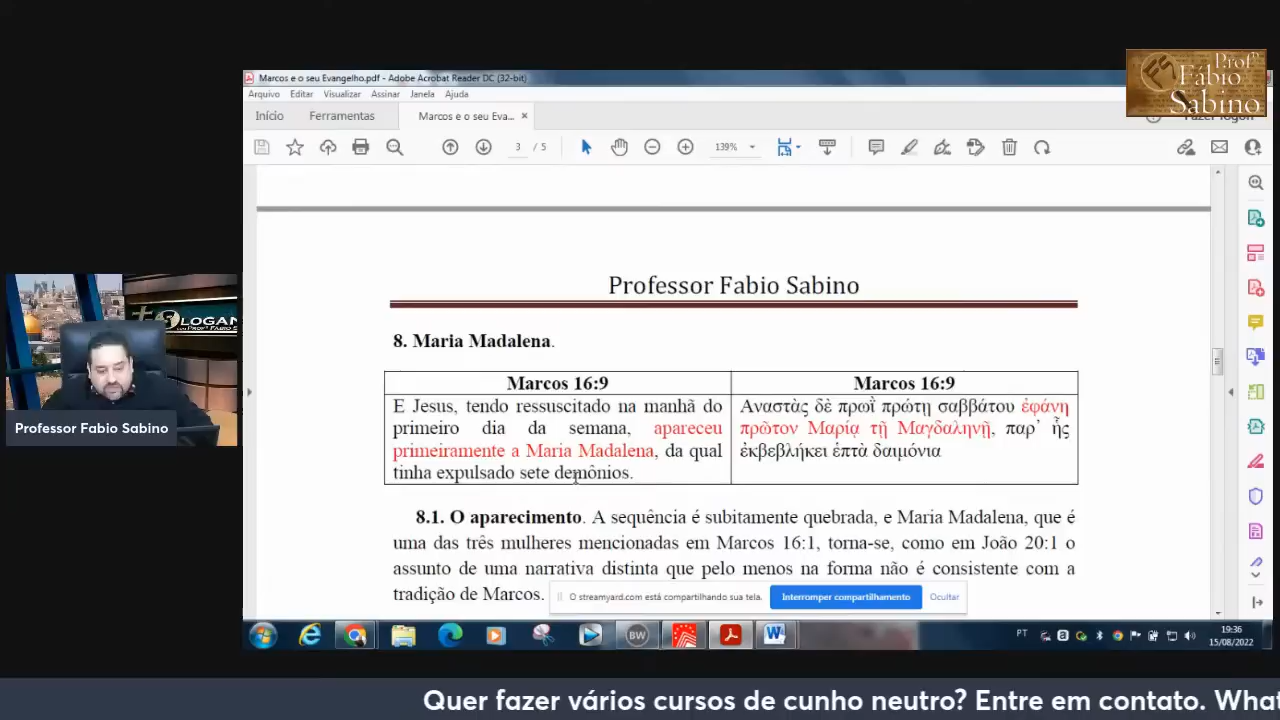 Marcos e o seu Evangelho.pdf - Adobe Acrobat Reader DC (32-bit)
Profº
Fábio
Sabino
Arquivo Editar Visualizar Assinar Janela Ajuda
Início Ferramentas Marcos e o seu Eva... ×
3 / 5 139%
Professor Fabio Sabino
8. Maria Madalena.
Marcos 16:9
E Jesus, tendo ressuscitado na manhã do
primeiro dia da semana, apareceu
primeiramente a Maria Madalena, da qual
tinha expulsado sete demônios.
Marcos 16:9
Αναστὰς δὲ πρωῒ πρώτῃ σαββάτου ἐφάνη
πρῶτον Μαρίᾳ τῇ Μαγδαληνῇ, παρ’ ἧς
ἐκβεβλήκει ἑπτὰ δαιμόνια
8.1. O aparecimento. A sequência é subitamente quebrada, e Maria Madalena, que é
uma das três mulheres mencionadas em Marcos 16:1, torna-se, como em João 20:1 o
assunto de uma narrativa distinta que pelo menos na forma não é consistente com a
tradição de Marcos.
O streamyard.com está compartilhando sua tela. Interromper compartilhamento Ocultar
Professor Fabio Sabino
BW
PT
19:36
15/08/2022
Quer fazer vários cursos de cunho neutro? Entre em contato. What